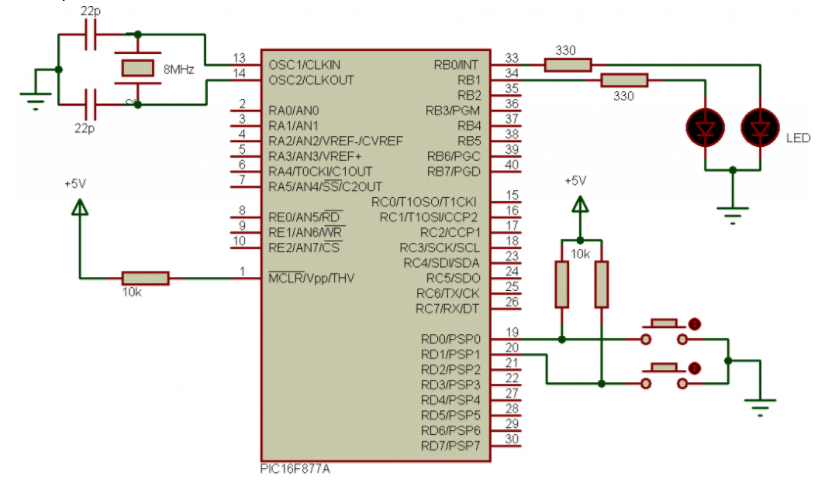 22p
8MHz
22p
+5V
10k
13
14
2
3
4
5
6
7
8
9
10
1
OSC1/CLKIN
OSC2/CLKOUT
RA0/AN0
RA1/AN1
RA2/AN2/VREF-/CVREF
RA3/AN3/VREF+
RA4/T0CKI/C1OUT
RA5/AN4/SS/C2OUT
RE0/AN5/RD
RE1/AN6/WR
RE2/AN7/CS
MCLR/Vpp/THV
RB0/INT
RB1
RB2
RB3/PGM
RB4
RB5
RB6/PGC
RB7/PGD
RC0/T1OSO/T1CKI
RC1/T1OSI/CCP2
RC2/CCP1
RC3/SCK/SCL
RC4/SDI/SDA
RC5/SDO
RC6/TX/CK
RC7/RX/DT
RD0/PSP0
RD1/PSP1
RD2/PSP2
RD3/PSP3
RD4/PSP4
RD5/PSP5
RD6/PSP6
RD7/PSP7
33
34
35
36
37
38
39
40
15
16
17
18
23
24
25
26
19
20
21
22
27
28
29
30
PIC16F877A
330
330
LED
+5V
10k